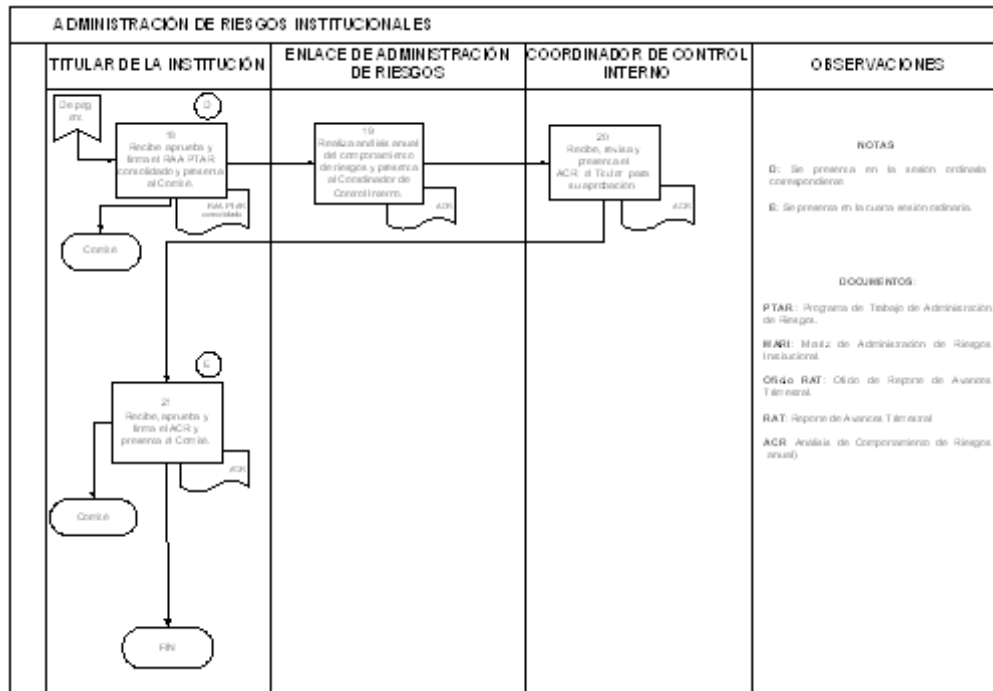 ADMINISTRACIÓN DE RIESGOS INSTITUCIONALES
TITULAR DE LA INSTITUCIÓN
ENLACE DE ADMINISTRACIÓN
DE RIESGOS
COORDINADOR DE CONTROL
INTERNO
OBSERVACIONES
De pág.
D
18
Recibe aprueba y
firma el RAA PTAR
consolidado y presenta
al Comité.
RAA PTAR
consolidado
Comité
19
Realiza análisis anual
del comportamiento
de riesgos y presenta
al Coordinador de
Control Interno.
ACR
20
Recibe, revisa y
presenta el
ACR al Titular para
su aprobación
ACR
E
21
Recibe, aprueba y
firma el ACR y
presenta al Comité.
ACR
Comité
FIN
NOTAS
D: Se presenta en la sesión ordinaria
correspondiente
E: Se presenta en la cuarta sesión ordinaria.
DOCUMENTOS:
PTAR: Programa de Trabajo de Administración
de Riesgos.
MARI: Matriz de Administración de Riesgos
Institucional.
Oficio RAT: Oficio de Reporte de Avances
Trimestral.
RAT: Reporte de Avances Trimestral
ACR: Análisis de Comportamiento de Riesgos
anual)